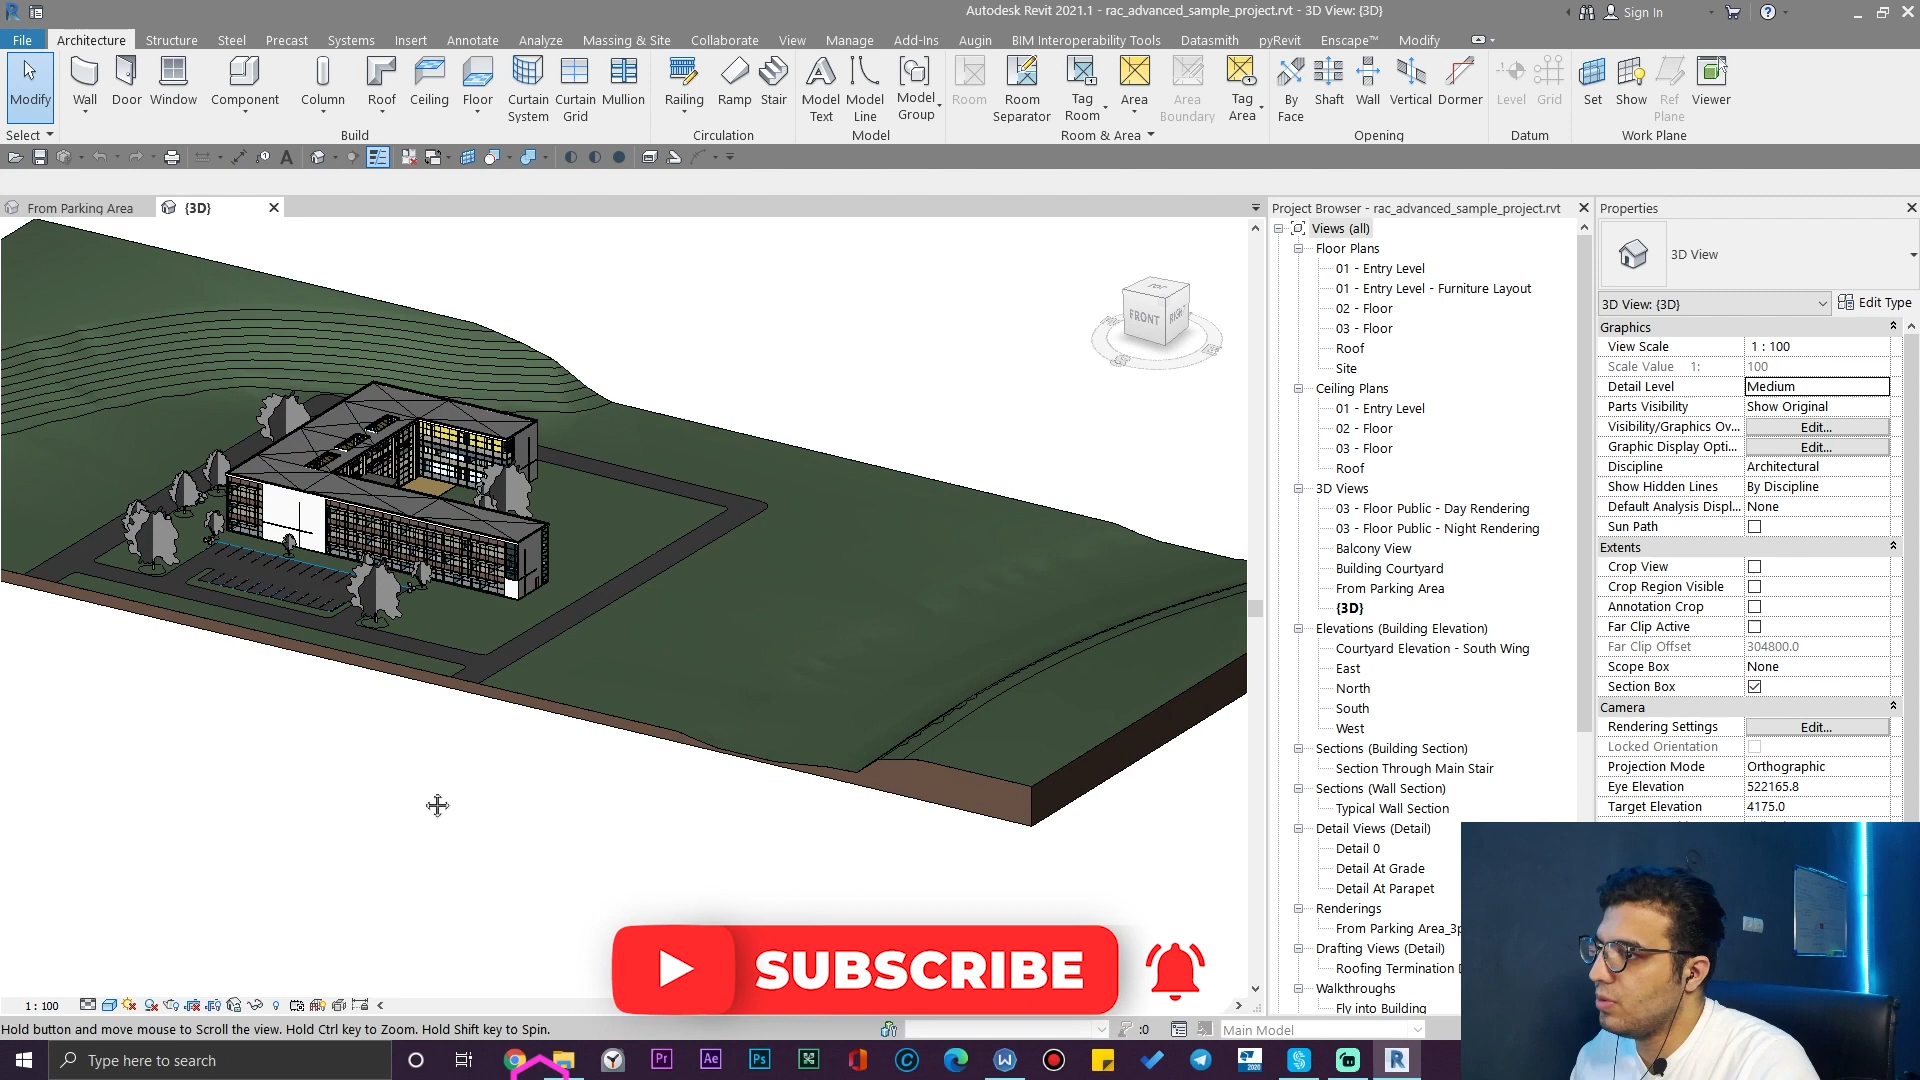 Autodesk Revit 2021.1 - rac_advanced_sample_project.rvt - 3D View: {3D}
Sign In
File Architecture Structure Steel Precast Systems Insert Annotate Analyze Massing & Site Collaborate View Manage Add-Ins Augin BIM Interoperability Tools Datasmith pyRevit Enscape™ Modify
Modify Wall Door Window Component Column Roof Ceiling Floor Curtain System Curtain Grid Mullion Railing Ramp Stair Model Text Model Line Model Group Room Room Separator Tag Room Area Area Boundary Tag Area By Face Shaft Wall Vertical Dormer Level Grid Set Show Ref Plane Viewer
Select Build Circulation Model Room & Area Opening Datum Work Plane
From Parking Area {3D}
FRONT
Project Browser - rac_advanced_sample_project.rvt
Views (all)
Floor Plans
01 - Entry Level
01 - Entry Level - Furniture Layout
02 - Floor
03 - Floor
Roof
Site
Ceiling Plans
01 - Entry Level
02 - Floor
03 - Floor
Roof
3D Views
03 - Floor Public - Day Rendering
03 - Floor Public - Night Rendering
Balcony View
Building Courtyard
From Parking Area
{3D}
Elevations (Building Elevation)
Courtyard Elevation - South Wing
East
North
South
West
Sections (Building Section)
Section Through Main Stair
Sections (Wall Section)
Typical Wall Section
Detail Views (Detail)
Detail 0
Detail At Grade
Detail At Parapet
Renderings
From Parking Area_3
Drafting Views (Detail)
Roofing Termination
Walkthroughs
Fly into Building
Properties
3D View
3D View: {3D} Edit Type
Graphics
View Scale 1 : 100
Scale Value 1: 100
Detail Level Medium
Parts Visibility Show Original
Visibility/Graphics Ov... Edit...
Graphic Display Opti... Edit...
Discipline Architectural
Show Hidden Lines By Discipline
Default Analysis Displ... None
Sun Path
Extents
Crop View
Crop Region Visible
Annotation Crop
Far Clip Active
Far Clip Offset 304800.0
Scope Box None
Section Box
Camera
Rendering Settings Edit...
Locked Orientation
Projection Mode Orthographic
Eye Elevation 522165.8
Target Elevation 4175.0
SUBSCRIBE
1 : 100
Hold button and move mouse to Scroll the view. Hold Ctrl key to Zoom. Hold Shift key to Spin.
:0
Main Model
Type here to search
Pr Ae Ps
2020
R